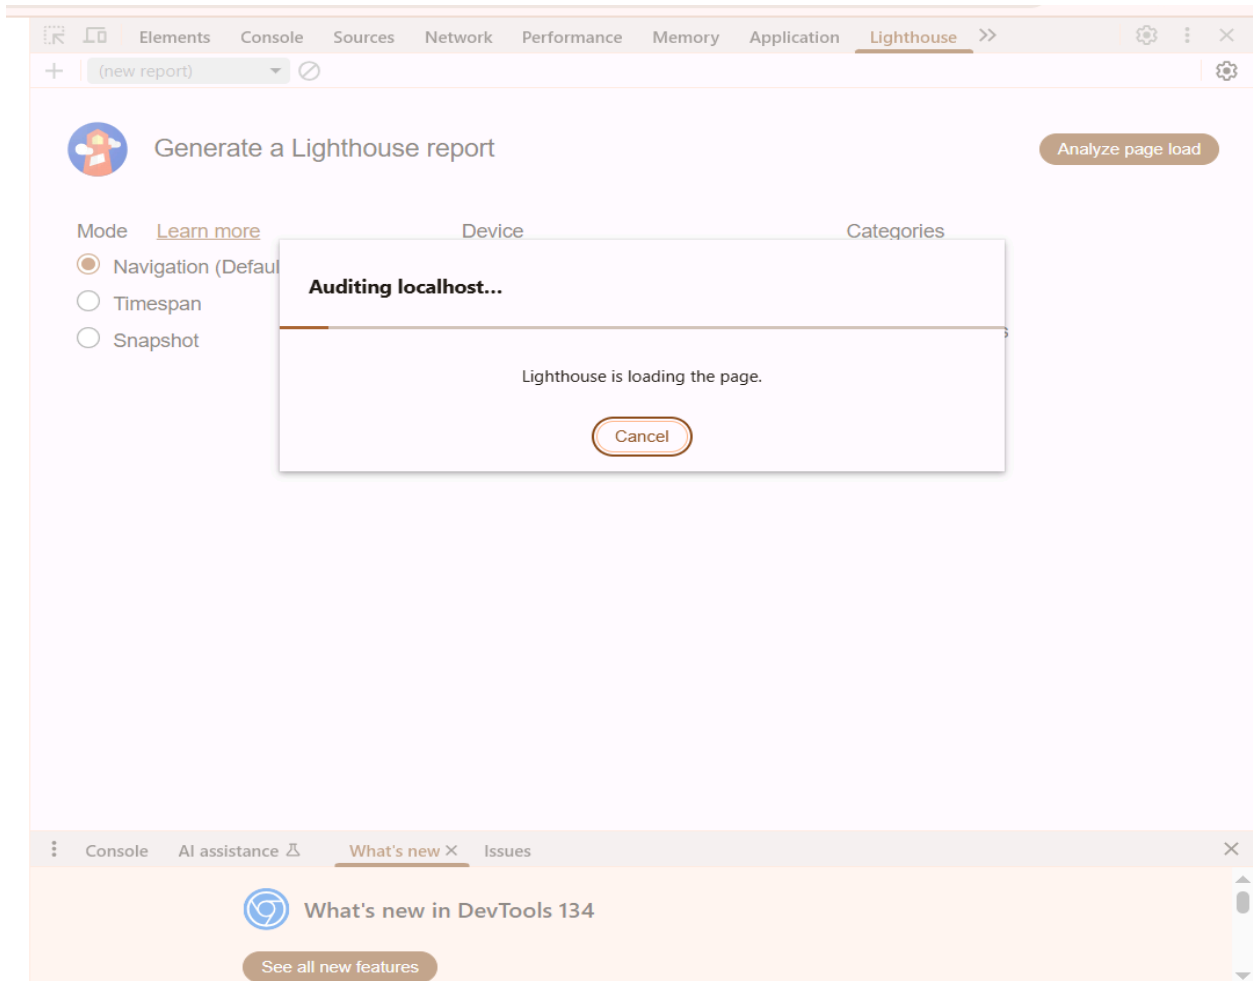 Elements Console Sources Network Performance Memory Application Lighthouse
(new report)
Generate a Lighthouse report
Analyze page load
Mode Learn more Device Categories
Navigation (Defaul
Timespan
Snapshot
Auditing localhost...
Lighthouse is loading the page.
Cancel
Console AI assistance What's new Issues
What's new in DevTools 134
See all new features